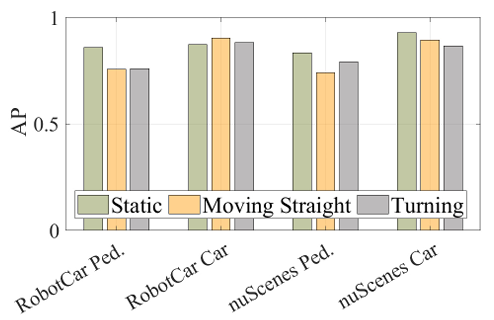 1
0.5
0
AP
Static Moving Straight Turning
RobotCar Ped.
RobotCar Car
nuScenes Ped.
nuScenes Car